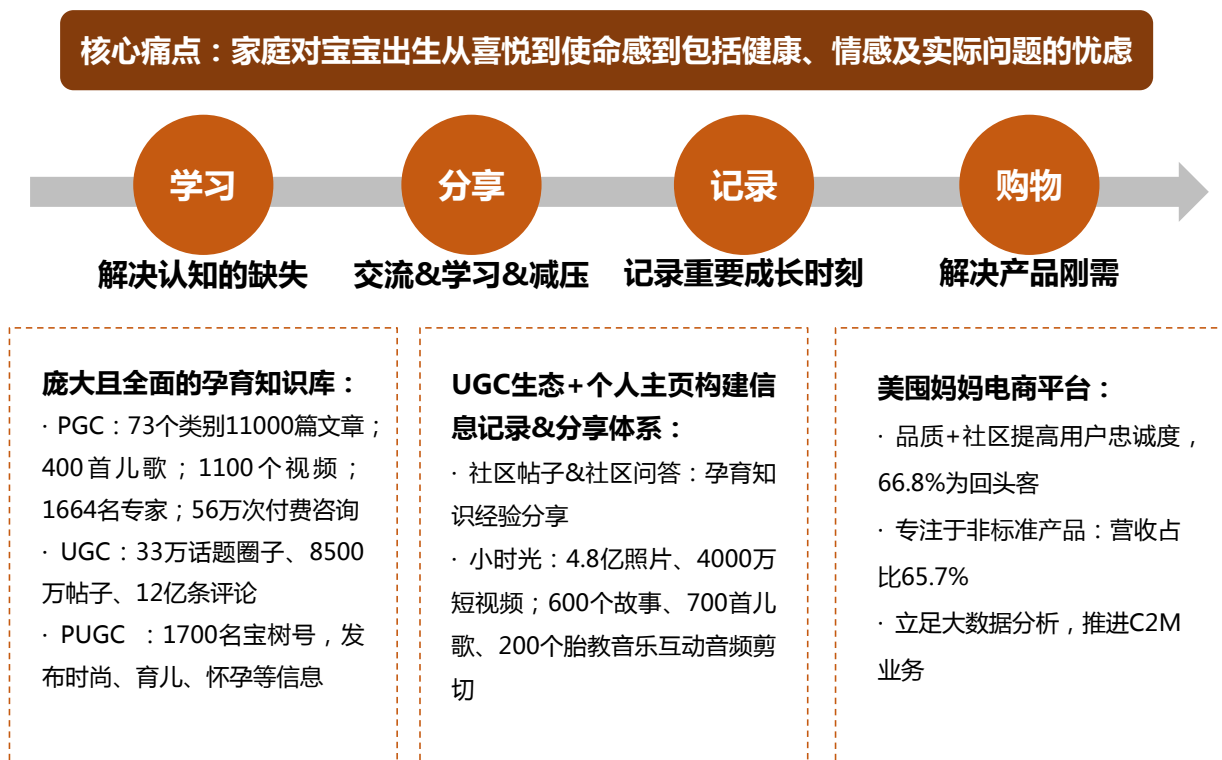 核心痛点：家庭对宝宝出生从喜悦到使命感到包括健康、情感及实际问题的忧虑
学习
分享
记录
购物
解决认知的缺失
交流&学习&减压
记录重要成长时刻
解决产品刚需
庞大且全面的孕育知识库：
· PGC：73个类别11000篇文章；
400首儿歌；1100个视频；
1664名专家；56万次付费咨询
· UGC：33万话题圈子、8500
万帖子、12亿条评论
· PUGC ：1700名宝树号，发
布时尚、育儿、怀孕等信息
UGC生态+个人主页构建信
息记录&分享体系：
· 社区帖子&社区问答：孕育知
识经验分享
· 小时光：4.8亿照片、4000万
短视频；600个故事、700首儿
歌、200个胎教音乐互动音频剪
切
美囤妈妈电商平台：
· 品质+社区提高用户忠诚度，
66.8%为回头客
· 专注于非标准产品：营收占
比65.7%
· 立足大数据分析，推进C2M
业务